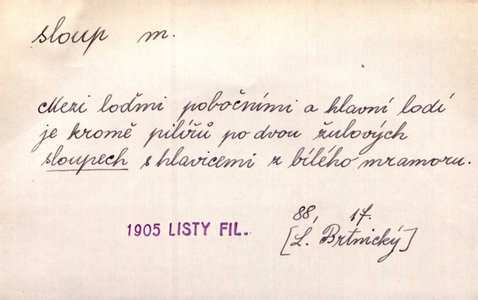 sloup m.
Mezi loďmi pobočními a hlavní lodí
je kromě pilířů po dvou žulových
sloupech s hlavicemi z bílého mramoru.
88, 17.
1905 LISTY FIL.
[L. Brtnický]